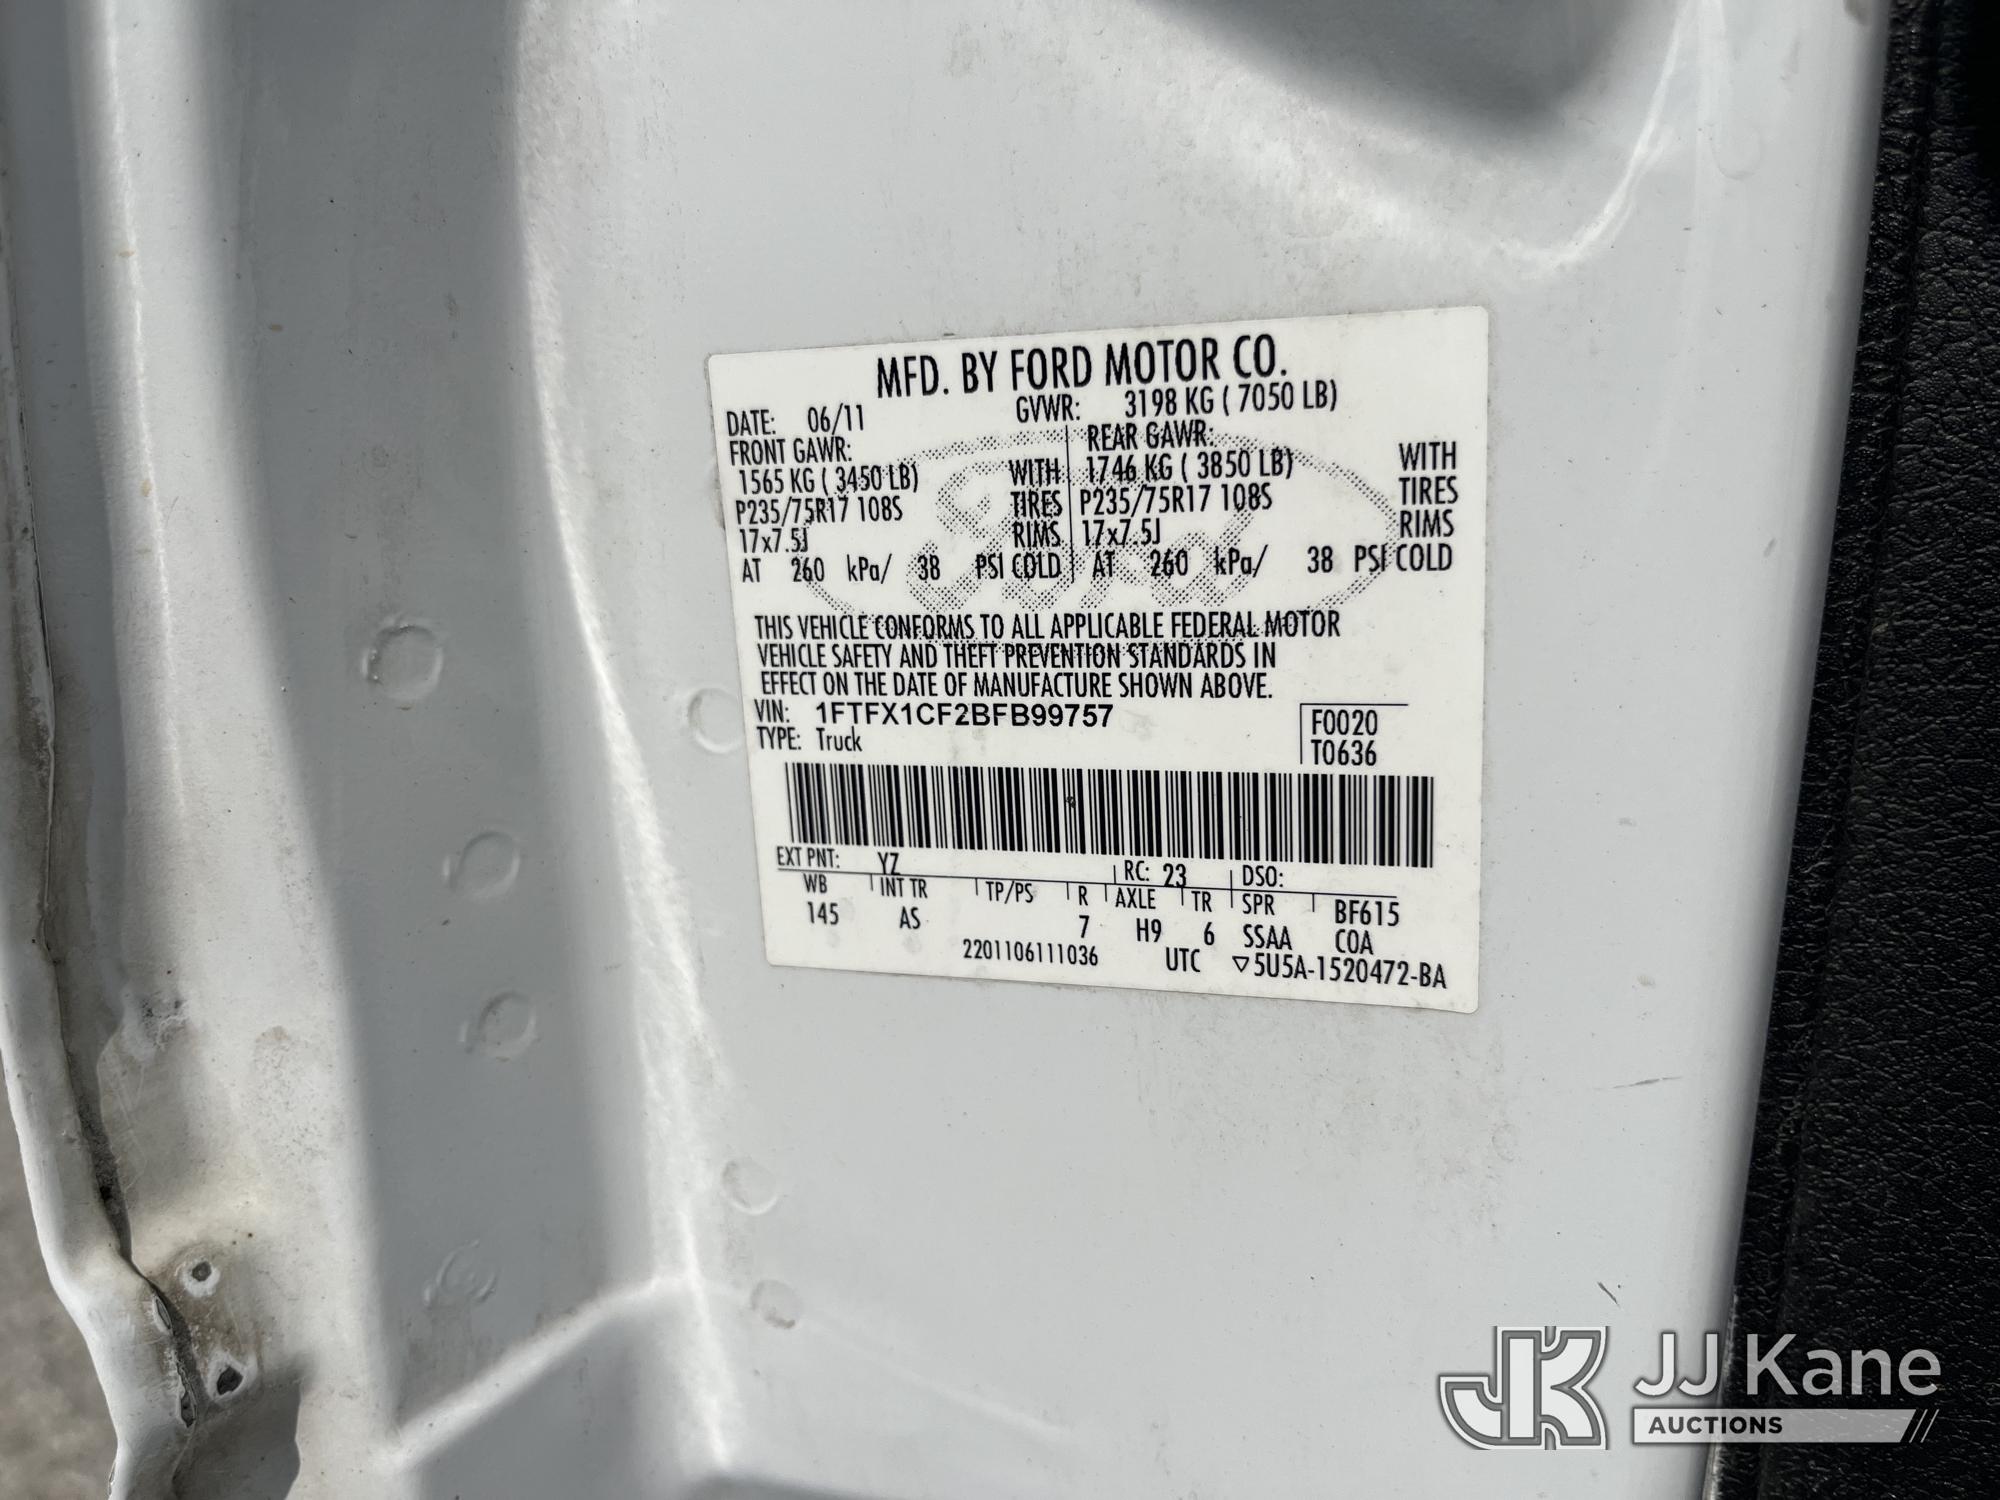 MFD. BY FORD MOTOR CO.
DATE: 06/11 GVWR: 3198 KG ( 7050 LB)
FRONT GAWR: REAR GAWR:
1565 KG ( 3450 LB) WITH 1746 KG ( 3850 LB) WITH
P235/75R17 108S TIRES P235/75R17 108S TIRES
17x7.5J RIMS 17x7.5J RIMS
AT 260 kPa/ 38 PSI COLD AT 260 kPa/ 38 PSI COLD
THIS VEHICLE CONFORMS TO ALL APPLICABLE FEDERAL MOTOR
VEHICLE SAFETY AND THEFT PREVENTION STANDARDS IN
EFFECT ON THE DATE OF MANUFACTURE SHOWN ABOVE.
VIN: 1FTFX1CF2BFB99757 F0020
TYPE: Truck T0636
EXT PNT: YZ RC: 23 DSO:
WB INT TR TP/PS R AXLE TR SPR BF615
145 AS 7 H9 6 SSAA COA
2201106111036 UTC ▽5U5A-1520472-BA
JK JJ Kane
AUCTIONS